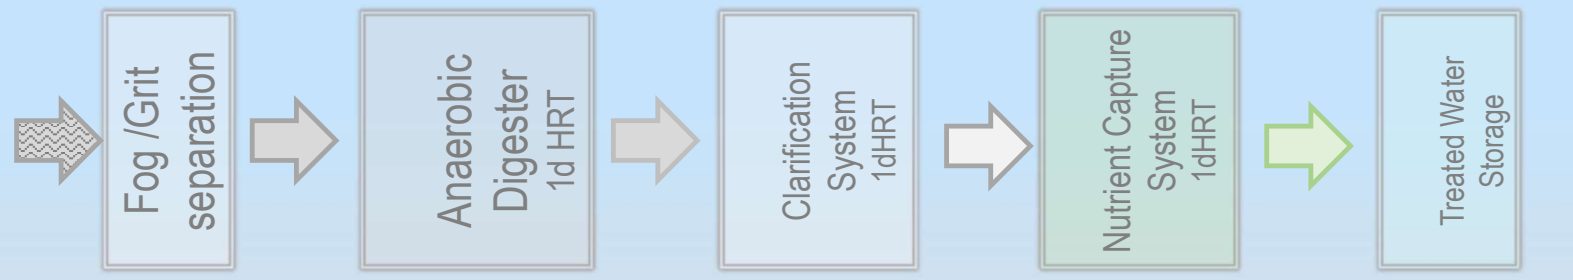 Fog /Grit
separation
Anaerobic
Digester
1d HRT
Clarification
System
1dHRT
Nutrient Capture
System
1dHRT
Treated Water
Storage